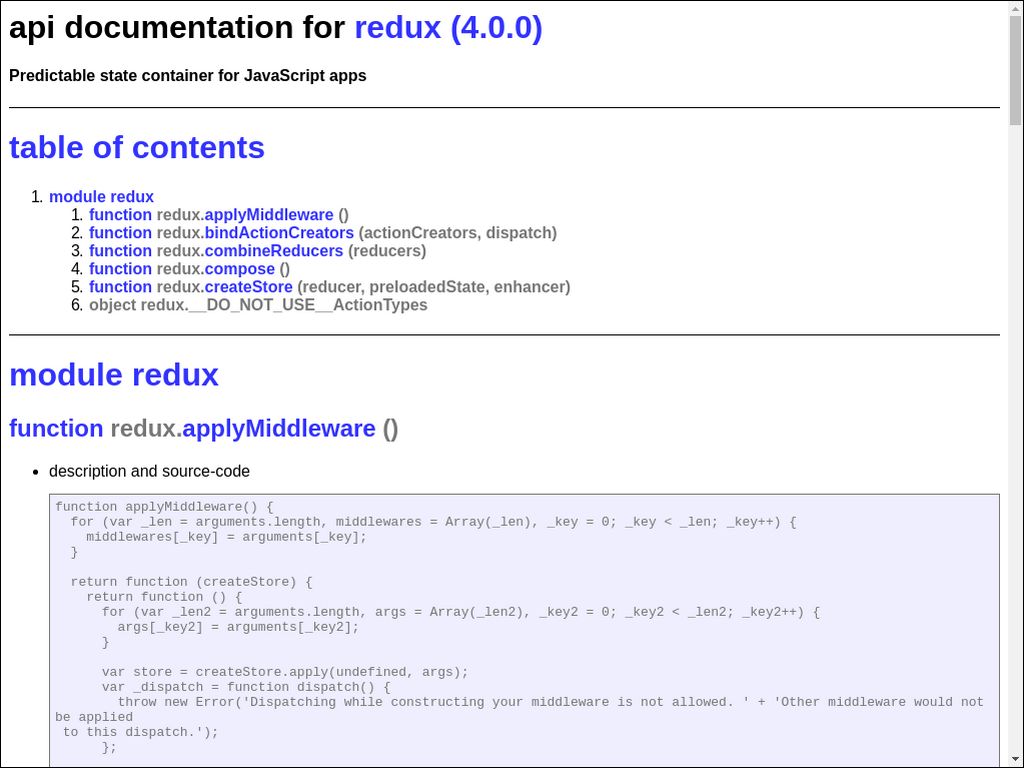 api documentation for redux (4.0.0)
Predictable state container for JavaScript apps
table of contents
1. module redux
1. function redux.applyMiddleware ()
2. function redux.bindActionCreators (actionCreators, dispatch)
3. function redux.combineReducers (reducers)
4. function redux.compose ()
5. function redux.createStore (reducer, preloadedState, enhancer)
6. object redux.__DO_NOT_USE__ActionTypes
module redux
function redux.applyMiddleware ()
• description and source-code
function applyMiddleware() {
  for (var _len = arguments.length, middlewares = Array(_len), _key = 0; _key < _len; _key++) {
    middlewares[_key] = arguments[_key];
  }
  return function (createStore) {
    return function () {
      for (var _len2 = arguments.length, args = Array(_len2), _key2 = 0; _key2 < _len2; _key2++) {
        args[_key2] = arguments[_key2];
      }
      var store = createStore.apply(undefined, args);
      var _dispatch = function dispatch() {
        throw new Error('Dispatching while constructing your middleware is not allowed. ' + 'Other middleware would not
be applied
 to this dispatch.');
      };